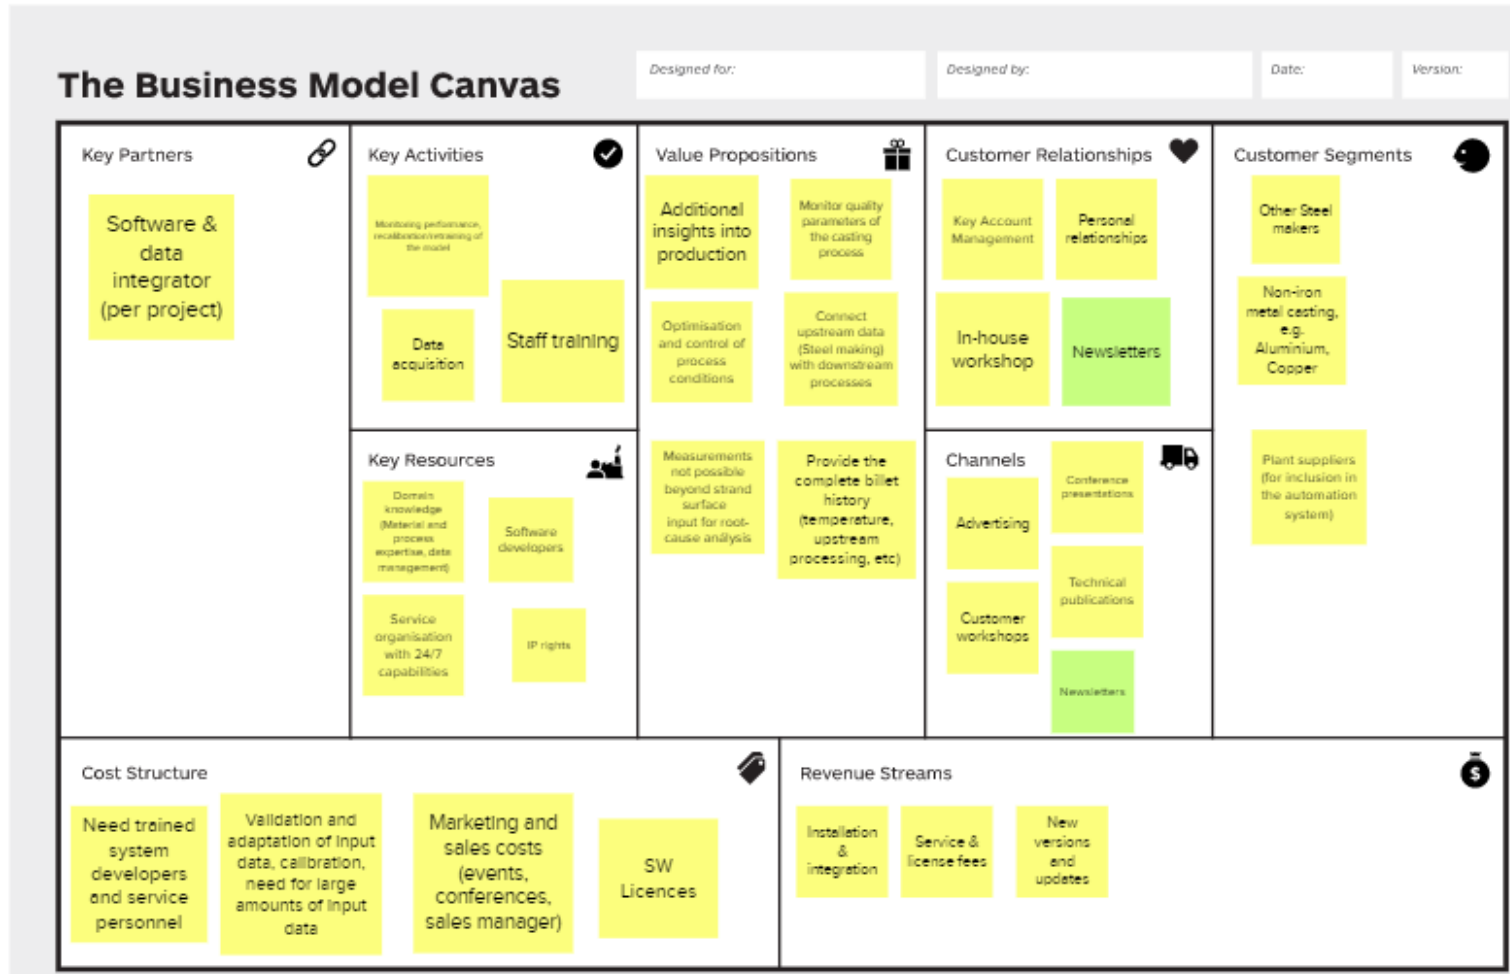 The Business Model Canvas
Designed for:
Designed by:
Date:
Version:
Key Partners
Software &
data
integrator
(per project)
Key Activities
Monitoring performance,
recalibration/retraining of
the model
Data
acquisition
Staff training
Key Resources
Domain
knowledge
(Material and
process
expertise, data
management)
Software
developers
Service
organisation
with 24/7
capabilities
IP rights
Value Propositions
Additional
insights into
production
Monitor quality
parameters of
the casting
process
Optimisation
and control of
process
conditions
Connect
upstream data
(Steel making)
with downstream
processes
Measurements
not possible
beyond strand
surface
input for root-
cause analysis
Provide the
complete billet
history
(temperature,
upstream
processing, etc)
Customer Relationships
Key Account
Management
Personal
relationships
In-house
workshop
Newsletters
Channels
Advertising
Conference
presentations
Customer
workshops
Technical
publications
Newsletters
Customer Segments
Other Steel
makers
Non-iron
metal casting,
e.g.
Aluminium,
Copper
Plant suppliers
(for inclusion in
the automation
system)
Cost Structure
Need trained
system
developers
and service
personnel
Validation and
adaptation of input
data, calibration,
need for large
amounts of input
data
Marketing and
sales costs
(events,
conferences,
sales manager)
SW
Licences
Revenue Streams
$
Installation
&
integration
Service &
license fees
New
versions
and
updates